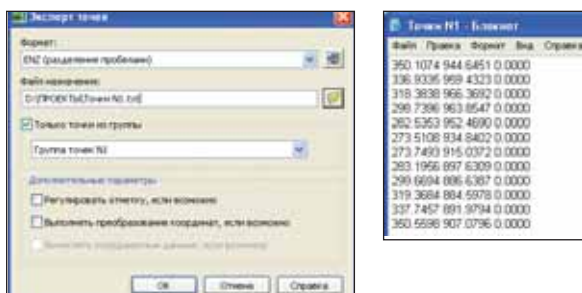 Экспорт точек
Формат:
ENZ (разделение пробелами)
Файл назначения:
D:\ПРОЕКТЫ\Точки N1.txt
Только точки из группы
Группа точек N1
Дополнительные параметры
Регулировать отметку, если возможно
Выполнить преобразование координат, если возможно
OK Отмена Справка
Точки N1 - Блокнот
Файл Правка Формат Вид Справка
350.1074 944.6451 0.0000
336.9335 959.4323 0.0000
318.3838 966.3692 0.0000
298.7396 963.8547 0.0000
282.5353 952.4690 0.0000
273.5108 934.8402 0.0000
273.7493 915.0372 0.0000
283.1956 897.6309 0.0000
299.6694 886.6387 0.0000
319.3684 884.5978 0.0000
337.7457 891.9794 0.0000
350.5598 907.0796 0.0000